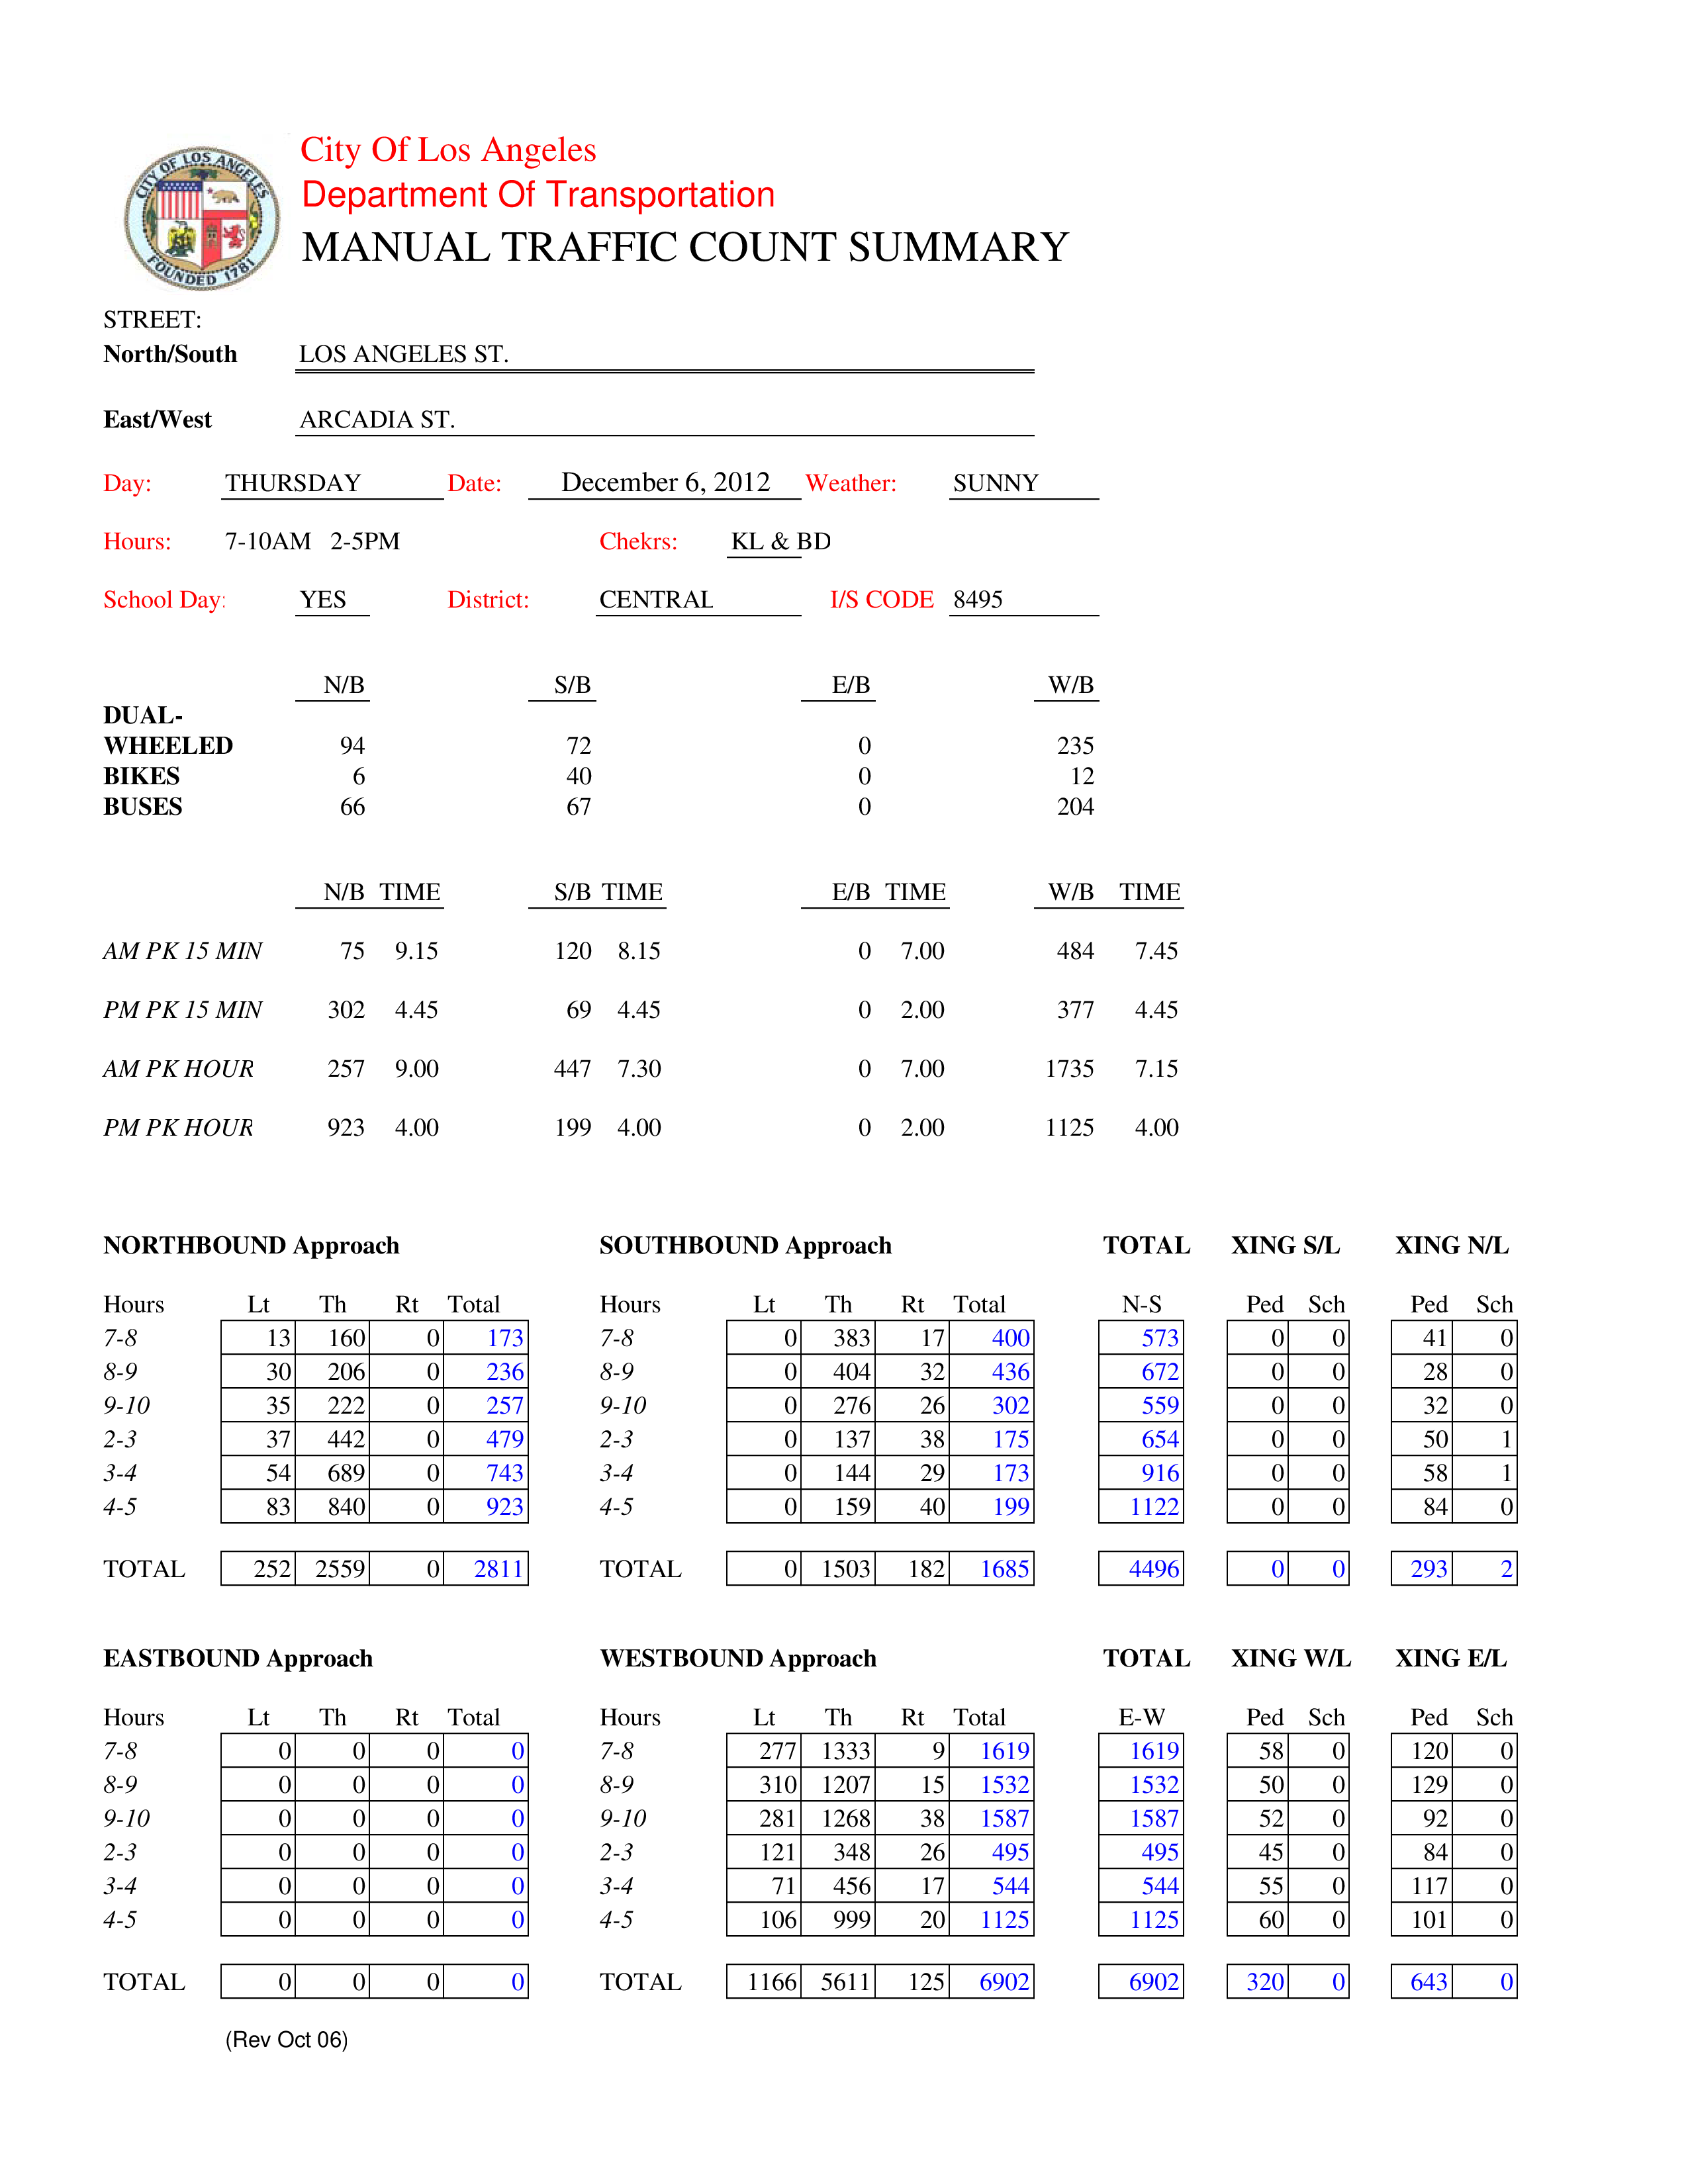 CITY OF LOS ANGELES
FOUNDED 1781
City Of Los Angeles
Department Of Transportation
MANUAL TRAFFIC COUNT SUMMARY
STREET:
North/South LOS ANGELES ST.
East/West ARCADIA ST.
Day: THURSDAY Date: December 6, 2012 Weather: SUNNY
Hours: 7-10AM 2-5PM Chekrs: KL & BD
School Day: YES District: CENTRAL I/S CODE 8495
N/B S/B E/B W/B
DUAL-
WHEELED 94 72 0 235
BIKES 6 40 0 12
BUSES 66 67 0 204
N/B TIME S/B TIME E/B TIME W/B TIME
AM PK 15 MIN 75 9.15 120 8.15 0 7.00 484 7.45
PM PK 15 MIN 302 4.45 69 4.45 0 2.00 377 4.45
AM PK HOUR 257 9.00 447 7.30 0 7.00 1735 7.15
PM PK HOUR 923 4.00 199 4.00 0 2.00 1125 4.00
NORTHBOUND Approach SOUTHBOUND Approach TOTAL XING S/L XING N/L
Hours Lt Th Rt Total Hours Lt Th Rt Total N-S Ped Sch Ped Sch
7-8 13 160 0 173 7-8 0 383 17 400 573 0 0 41 0
8-9 30 206 0 236 8-9 0 404 32 436 672 0 0 28 0
9-10 35 222 0 257 9-10 0 276 26 302 559 0 0 32 0
2-3 37 442 0 479 2-3 0 137 38 175 654 0 0 50 1
3-4 54 689 0 743 3-4 0 144 29 173 916 0 0 58 1
4-5 83 840 0 923 4-5 0 159 40 199 1122 0 0 84 0
TOTAL 252 2559 0 2811 TOTAL 0 1503 182 1685 4496 0 0 293 2
EASTBOUND Approach WESTBOUND Approach TOTAL XING W/L XING E/L
Hours Lt Th Rt Total Hours Lt Th Rt Total E-W Ped Sch Ped Sch
7-8 0 0 0 0 7-8 277 1333 9 1619 1619 58 0 120 0
8-9 0 0 0 0 8-9 310 1207 15 1532 1532 50 0 129 0
9-10 0 0 0 0 9-10 281 1268 38 1587 1587 52 0 92 0
2-3 0 0 0 0 2-3 121 348 26 495 495 45 0 84 0
3-4 0 0 0 0 3-4 71 456 17 544 544 55 0 117 0
4-5 0 0 0 0 4-5 106 999 20 1125 1125 60 0 101 0
TOTAL 0 0 0 0 TOTAL 1166 5611 125 6902 6902 320 0 643 0
(Rev Oct 06)